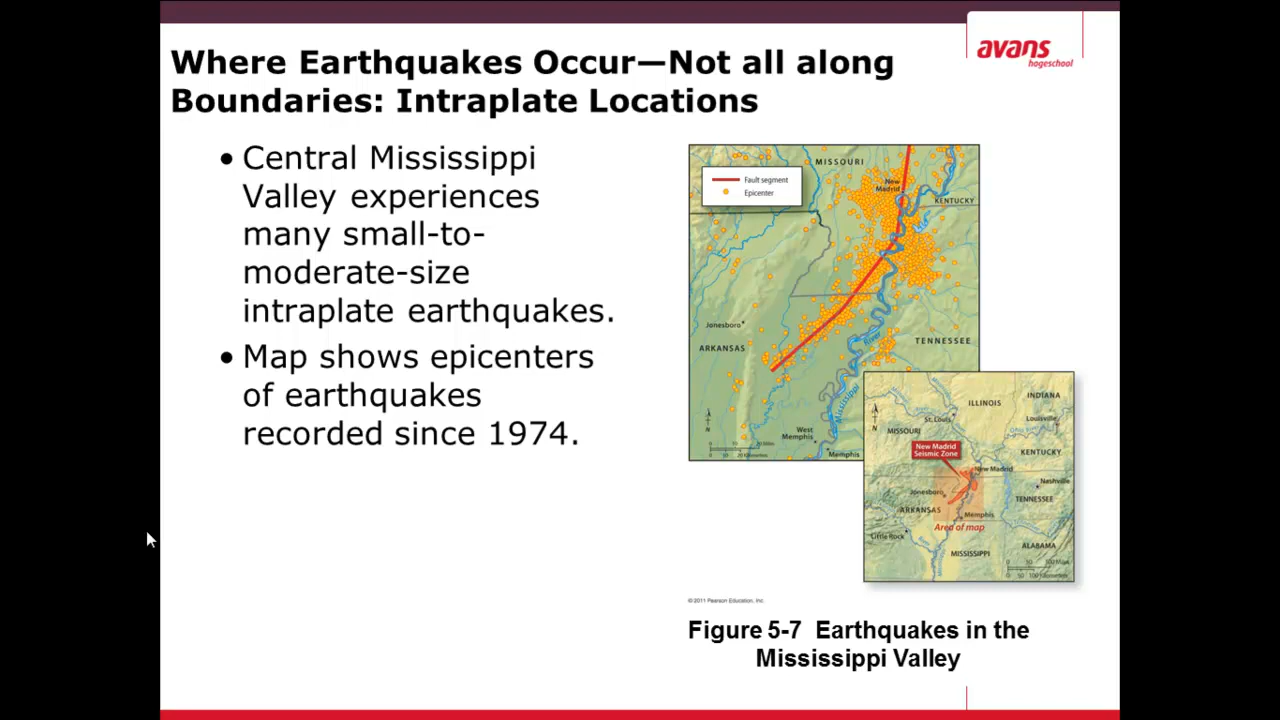 Where Earthquakes Occur—Not all along
Boundaries: Intraplate Locations
avans
hogeschool
• Central Mississippi
Valley experiences
many small-to-
moderate-size
intraplate earthquakes.
• Map shows epicenters
of earthquakes
recorded since 1974.
MISSOURI
Fault segment
Epicenter
New
Madrid
KENTUCKY
Jonesboro
ARKANSAS
TENNESSEE
Mississippi
River
N
West
Memphis
Memphis
ILLINOIS
INDIANA
St. Louis
Louisville
MISSOURI
New Madrid
Seismic Zone
KENTUCKY
New Madrid
Nashville
Jonesboro
TENNESSEE
ARKANSAS
Memphis
Area of map
Little Rock
MISSISSIPPI
ALABAMA
N
© 2011 Pearson Education, Inc.
Figure 5-7 Earthquakes in the
Mississippi Valley